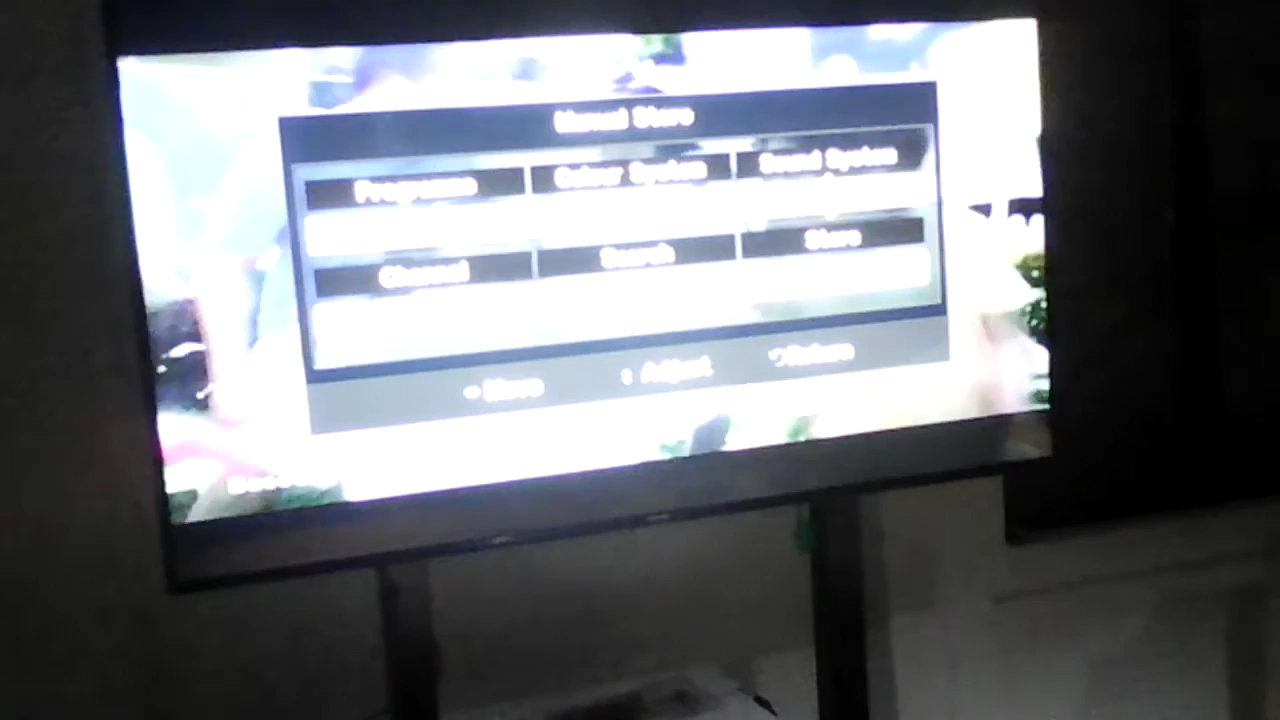 Manual Store
Programme Colour System Sound System
Channel Search Store
Move Adjust Return